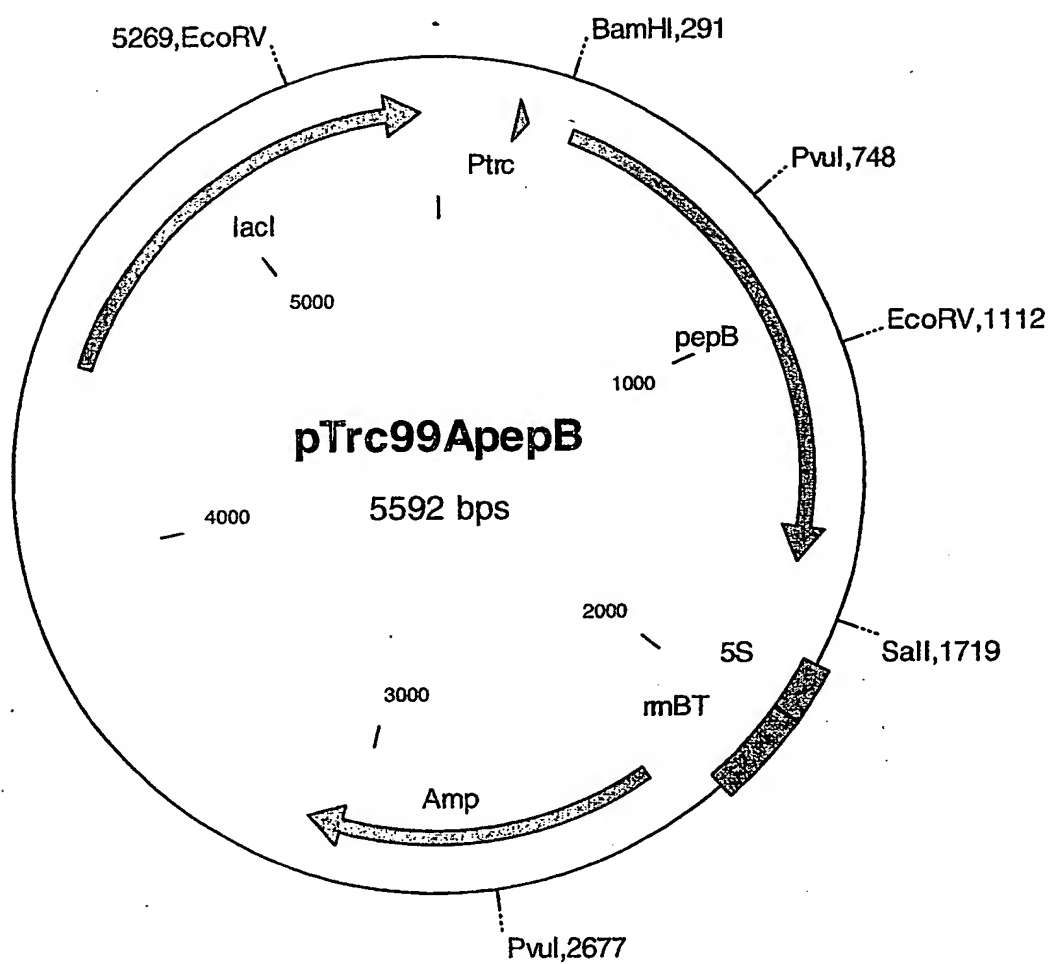 5269,EcoRV
BamHI,291
PvuI,748
Ptrc
lacI
I
5000
EcoRV,1112
pepB
1000
pTrc99ApepB
5592 bps
4000
2000
5S
SalI,1719
3000
rrnBT
Amp
PvuI,2677